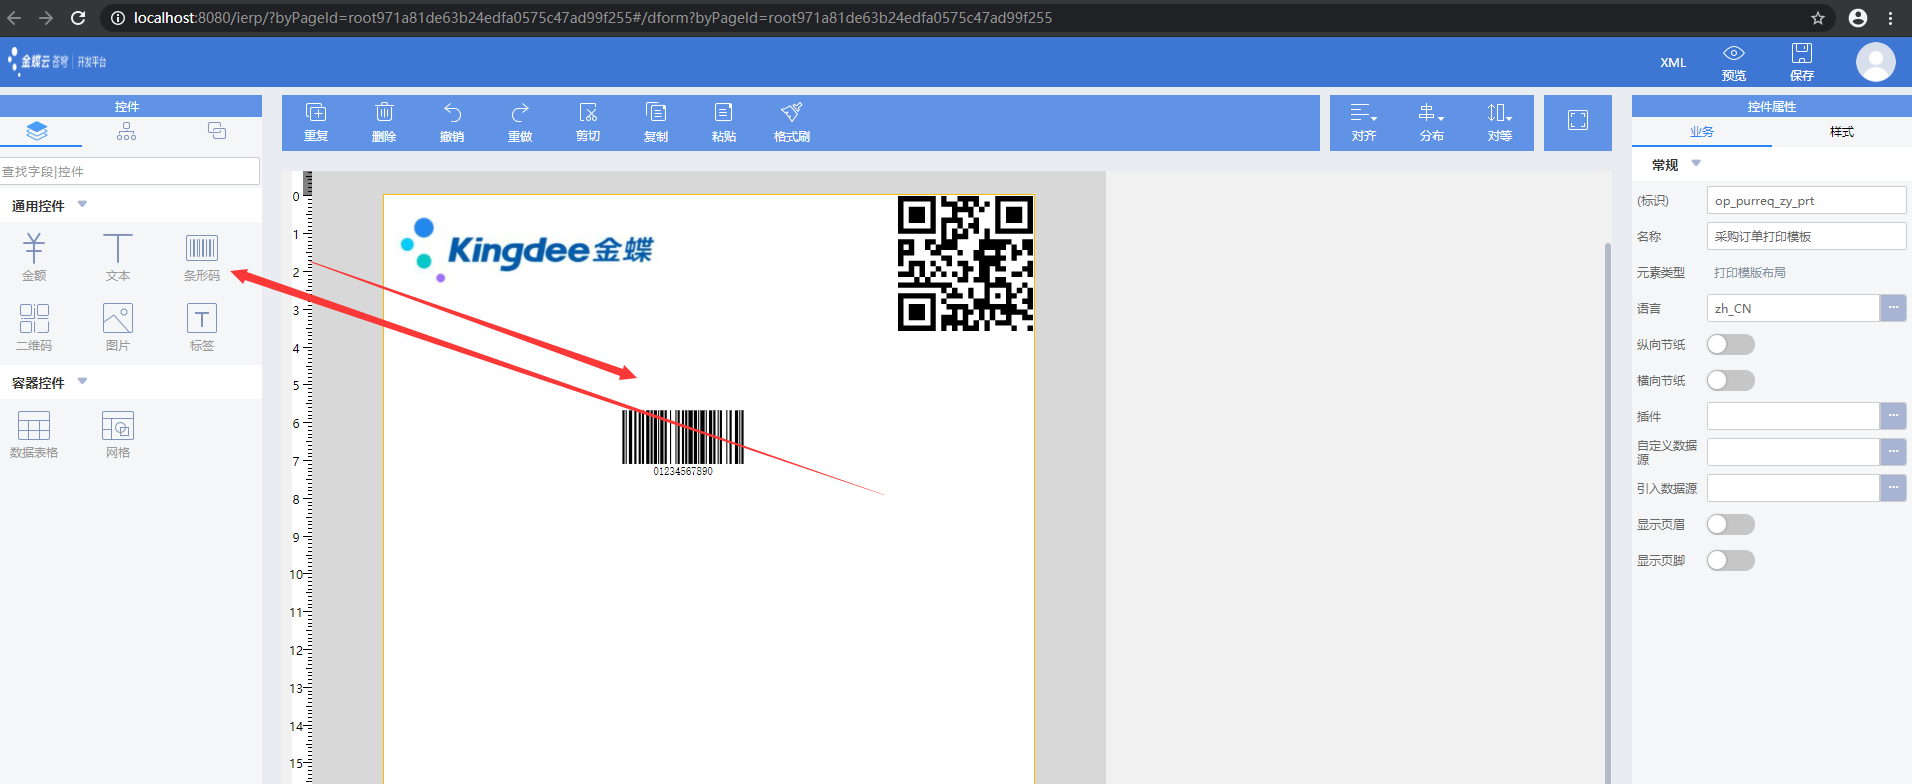 localhost:8080/ierp/?byPageId=root971a81de63b24edfa0575c47ad99f255#/dform?byPageId=root971a81de63b24edfa0575c47ad99f255
金蝶云 苍穹 | 开发平台
XML
预览
保存
控件
重复
删除
撤销
重做
剪切
复制
粘贴
格式刷
对齐
分布
对等
控件属性
业务
样式
查找字段|控件
通用控件
金额
文本
条形码
二维码
图片
标签
容器控件
数据表格
网格
0
1
2
3
4
5
6
7
8
9
10
11
12
13
14
15
Kingdee金蝶
01234567890
常规
(标识)
op_purreq_zy_prt
名称
采购订单打印模板
元素类型
打印模版布局
语言
zh_CN
...
纵向节纸
横向节纸
插件
...
自定义数据
源
...
引入数据源
...
显示页眉
显示页脚